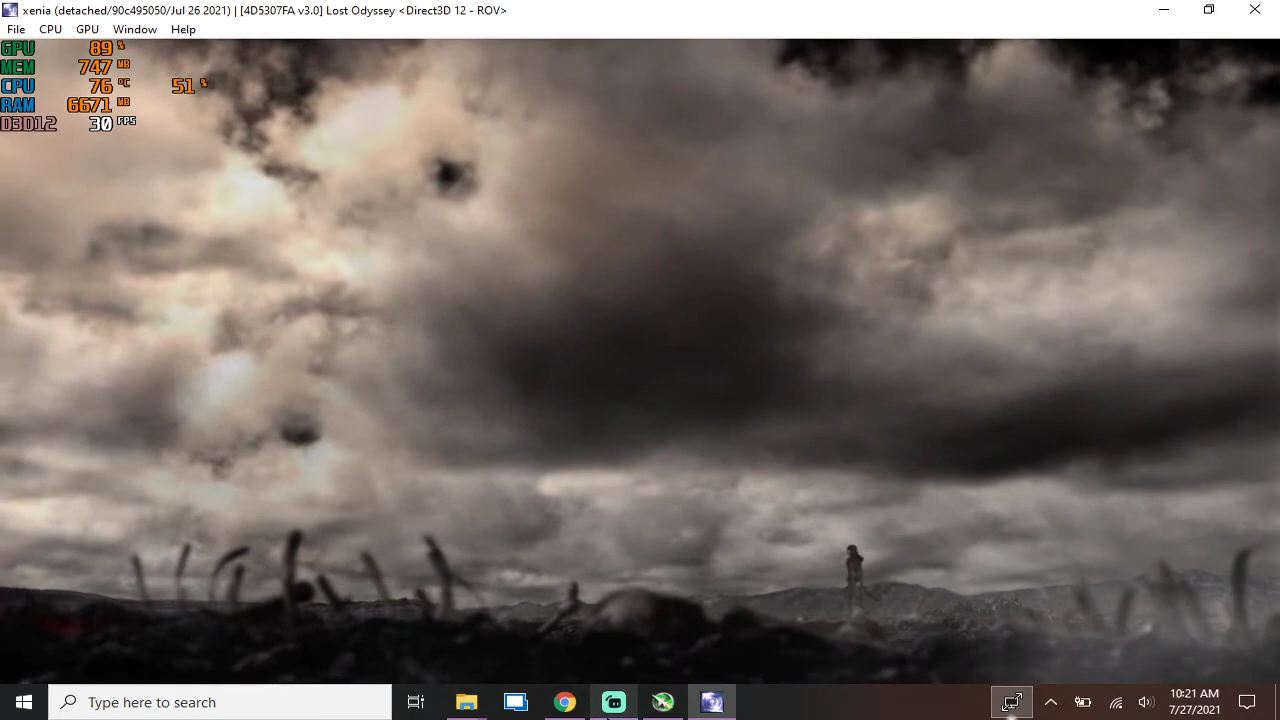 xenia (detached/90c495050/Jul 26 2021) | [4D5307FA v3.0] Lost Odyssey <Direct3D 12 - ROV>
File CPU GPU Window Help
GPU 89 %
MEM 747 MB
CPU 76 °C 51 %
RAM 6671 MB
D3D12 30 FPS
Type here to search
10:21 AM
7/27/2021